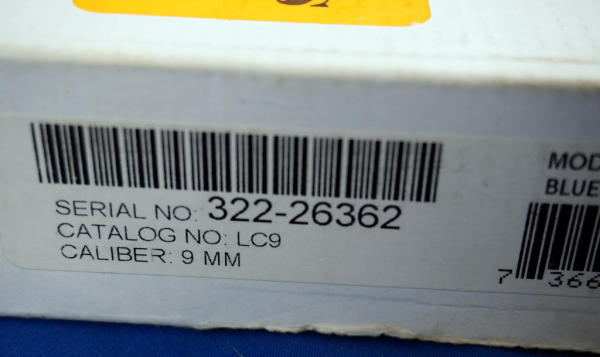 SERIAL NO: 322-26362
CATALOG NO: LC9
CALIBER: 9 MM
MOD
BLUE
7 366